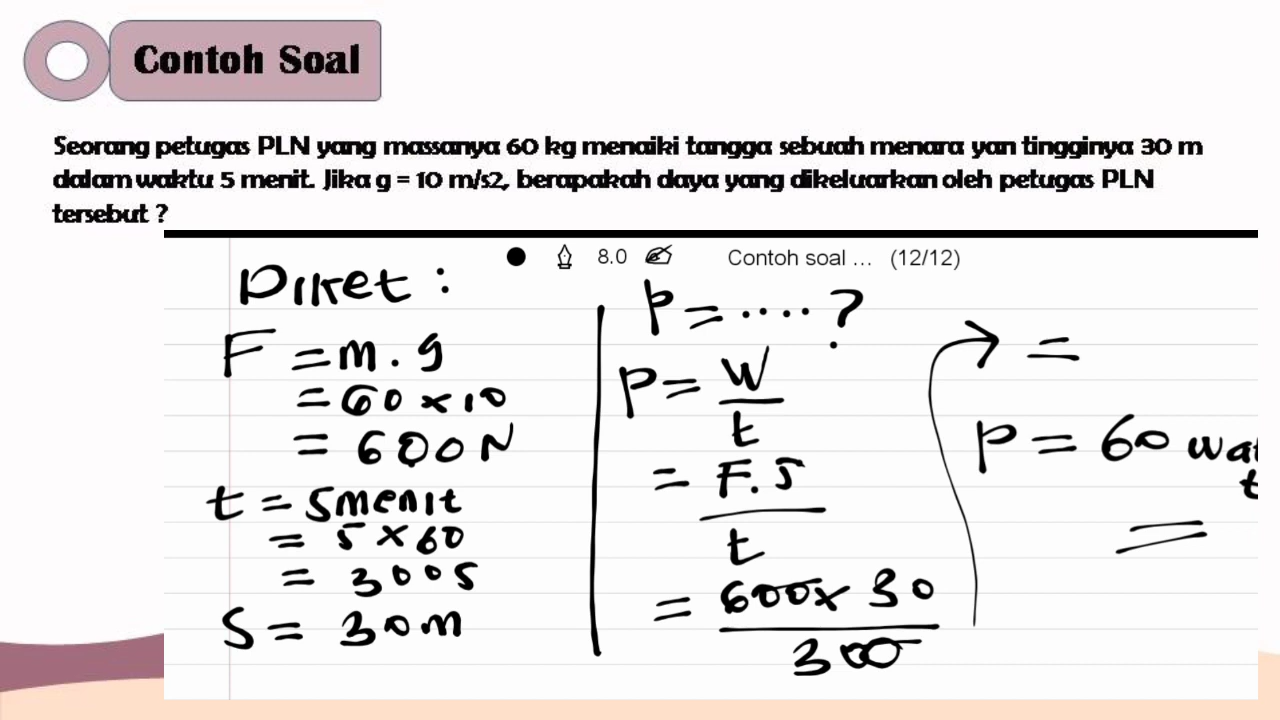 Contoh Soal
Seorang petugas PLN yang massanya 60 kg menaiki tangga sebuah menara yan tingginya 30 m
dalam waktu 5 menit. Jika g = 10 m/s2, berapakah daya yang dikeluarkan oleh petugas PLN
tersebut ?
8.0 Contoh soal ... (12/12)
Diket :
F = m . g
= 60 x 10
= 600 N
t = 5 menit
= 5 x 60
= 300 s
S = 30 m
P = .... ?
P = W
t
= F. S
t
= 600 x 30
300
=
P = 60 wa
t